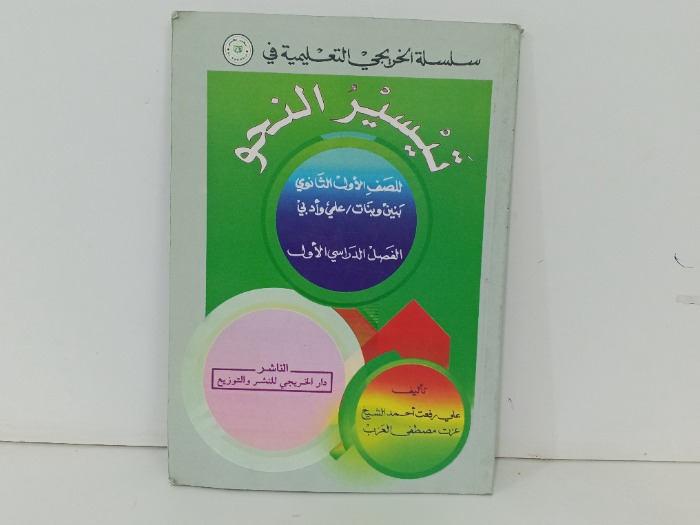 سلسلة الخريجي التعليمية في
تيسير النحو
للصف الأول الثانوي
بنين وبنات / علمي وأدبي
الفصل الدراسي الأول
الناشر
دار الخريجي للنشر والتوزيع
تأليف
علي رفعت أحمد الشيخ
عزت مصطفى العرب